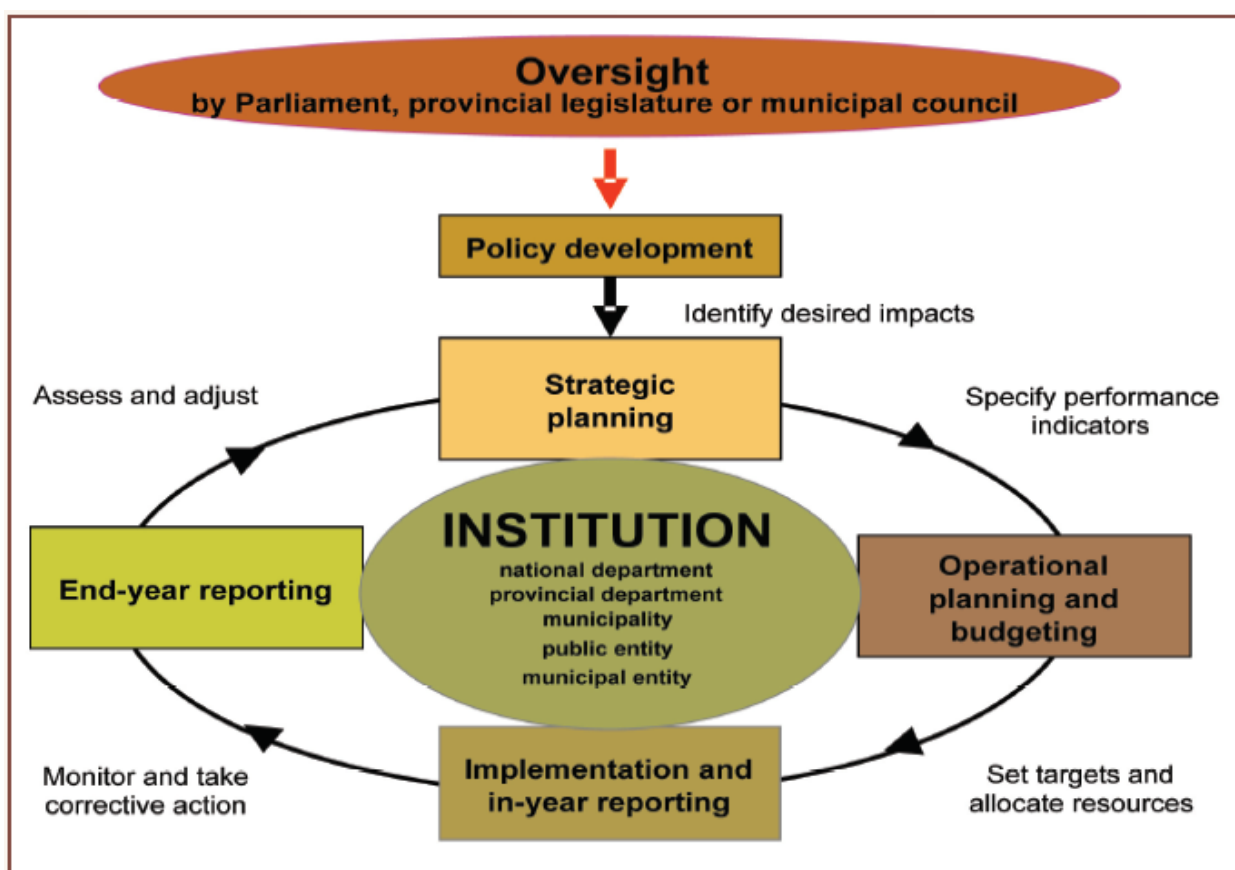 Oversight
by Parliament, provincial legislature or municipal council
Policy development
Identify desired impacts
Strategic
planning
Assess and adjust
Specify performance
indicators
INSTITUTION
national department
provincial department
municipality
public entity
municipal entity
End-year reporting
Operational
planning and
budgeting
Implementation and
in-year reporting
Monitor and take
corrective action
Set targets and
allocate resources